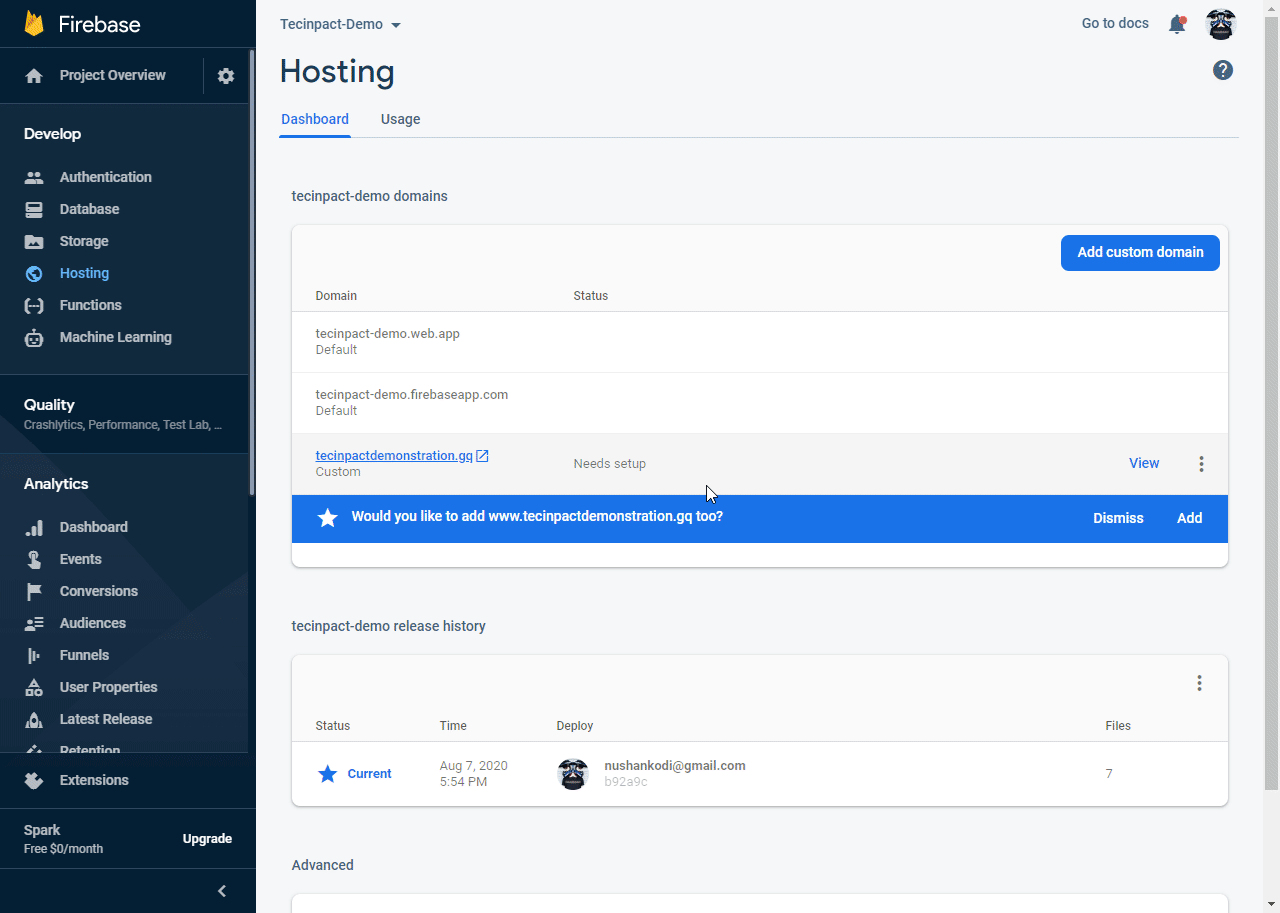 Firebase
Project Overview
Develop
Authentication
Database
Storage
Hosting
Functions
Machine Learning
Quality
Crashlytics, Performance, Test Lab, ...
Analytics
Dashboard
Events
Conversions
Audiences
Funnels
User Properties
Latest Release
Retention
Extensions
Spark
Free $0/month
Upgrade
Tecinpact-Demo
Go to docs
Hosting
Dashboard Usage
tecinpact-demo domains
Add custom domain
Domain Status
tecinpact-demo.web.app
Default
tecinpact-demo.firebaseapp.com
Default
tecinpactdemonstration.gq
Custom
Needs setup
View
Would you like to add www.tecinpactdemonstration.gq too?
Dismiss Add
tecinpact-demo release history
Status Time Deploy Files
Current
Aug 7, 2020
5:54 PM
nushankodi@gmail.com
b92a9c
7
Advanced